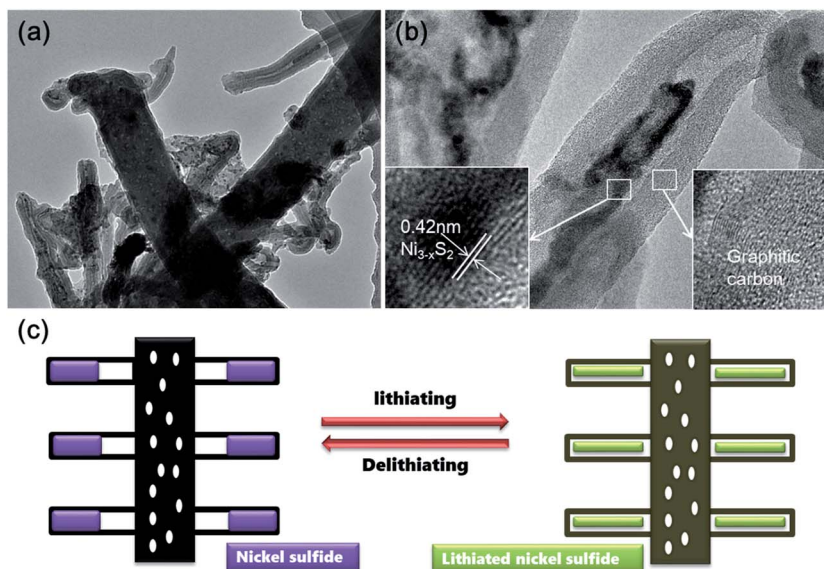 (a)
(b)
0.42nm
Ni3-xS2
Graphitic
carbon
(c)
lithiating
Delithiating
Nickel sulfide
Lithiated nickel sulfide